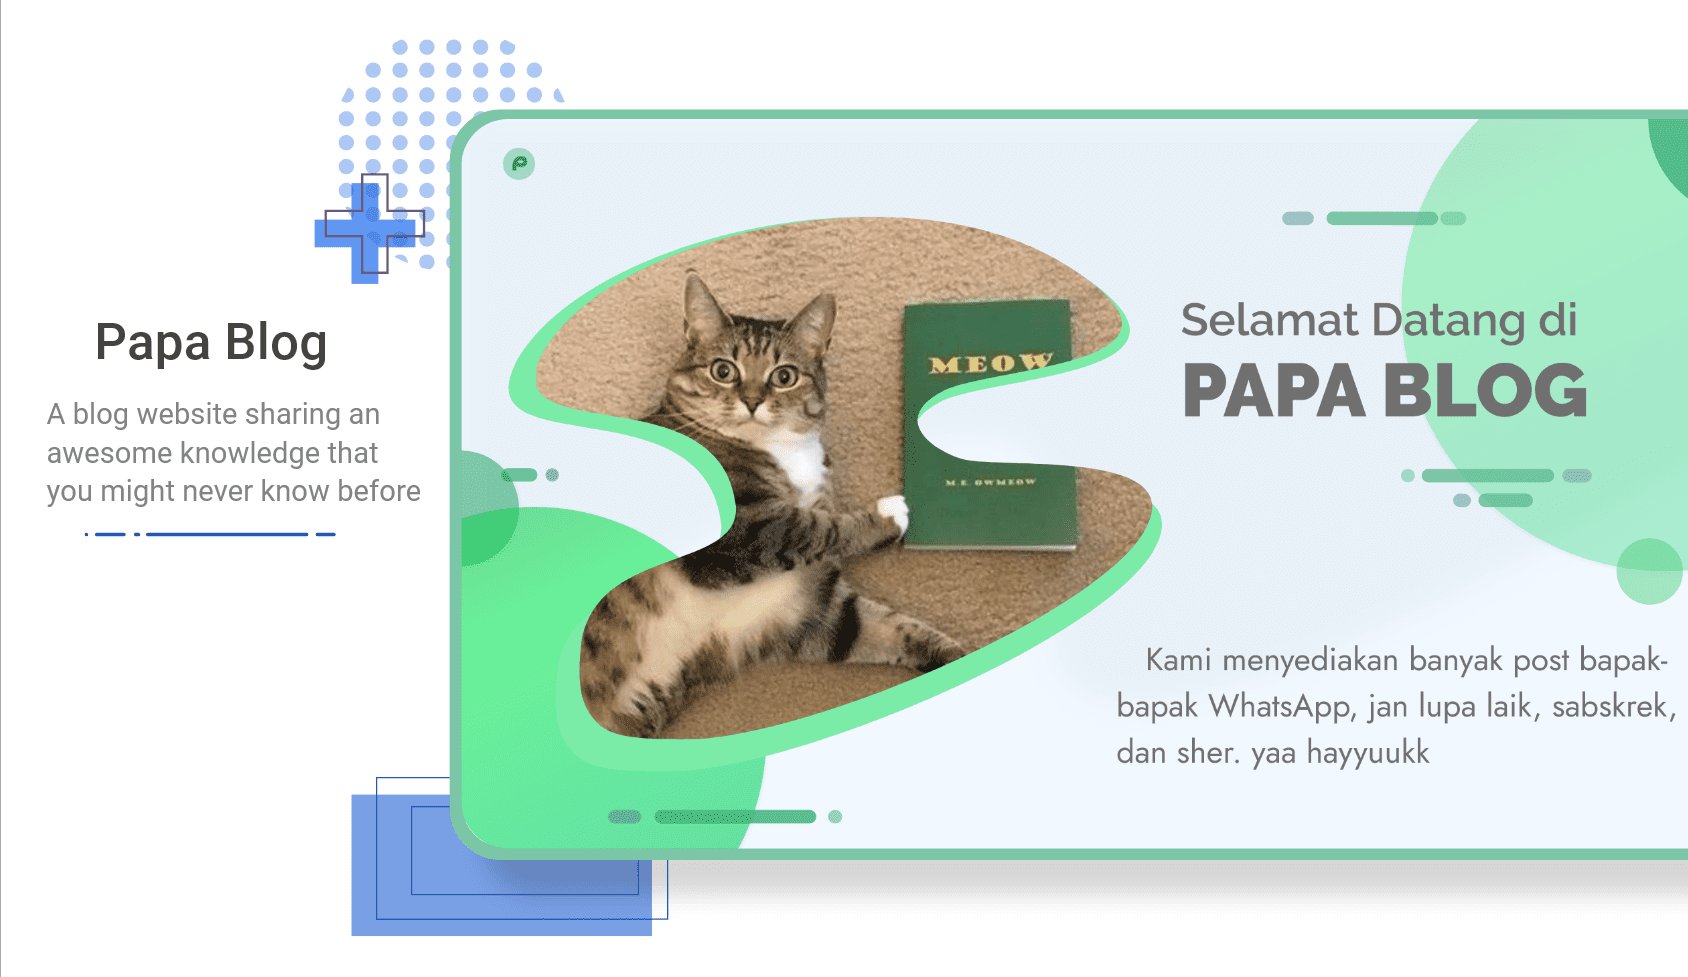 Papa Blog
A blog website sharing an
awesome knowledge that
you might never know before
P
MEOW
M.E. OWMEOW
Selamat Datang di
PAPA BLOG
Kami menyediakan banyak post bapak-
bapak WhatsApp, jan lupa laik, sabskrek,
dan sher. yaa hayyuukk